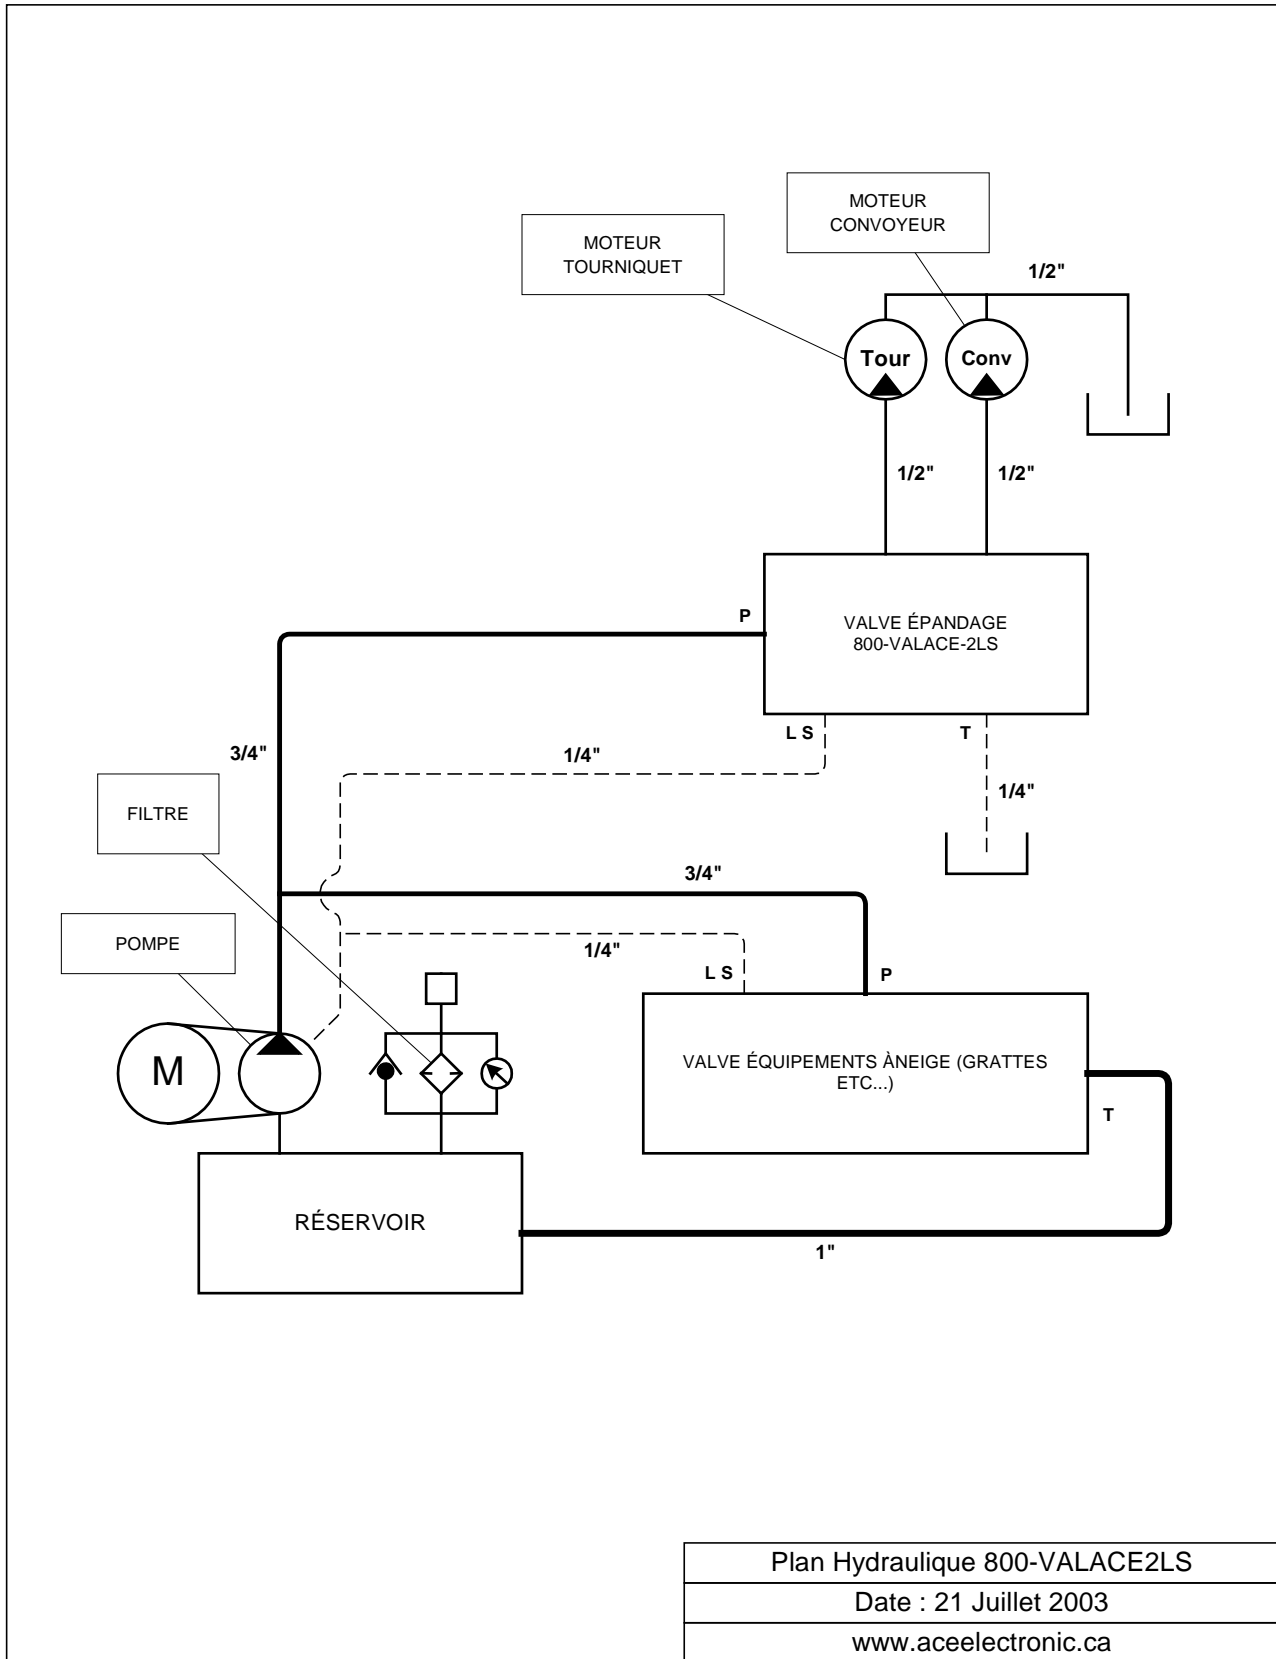 MOTEUR
CONVOYEUR
MOTEUR
TOURNIQUET
1/2"
Tour
Conv
1/2"
1/2"
P
VALVE ÉPANDAGE
800-VALACE-2LS
L S
T
3/4"
1/4"
1/4"
FILTRE
3/4"
POMPE
1/4"
L S
P
M
VALVE ÉQUIPEMENTS ÀNEIGE (GRATTES
ETC...)
T
RÉSERVOIR
1"
Plan Hydraulique 800-VALACE2LS
Date : 21 Juillet 2003
www.aceelectronic.ca